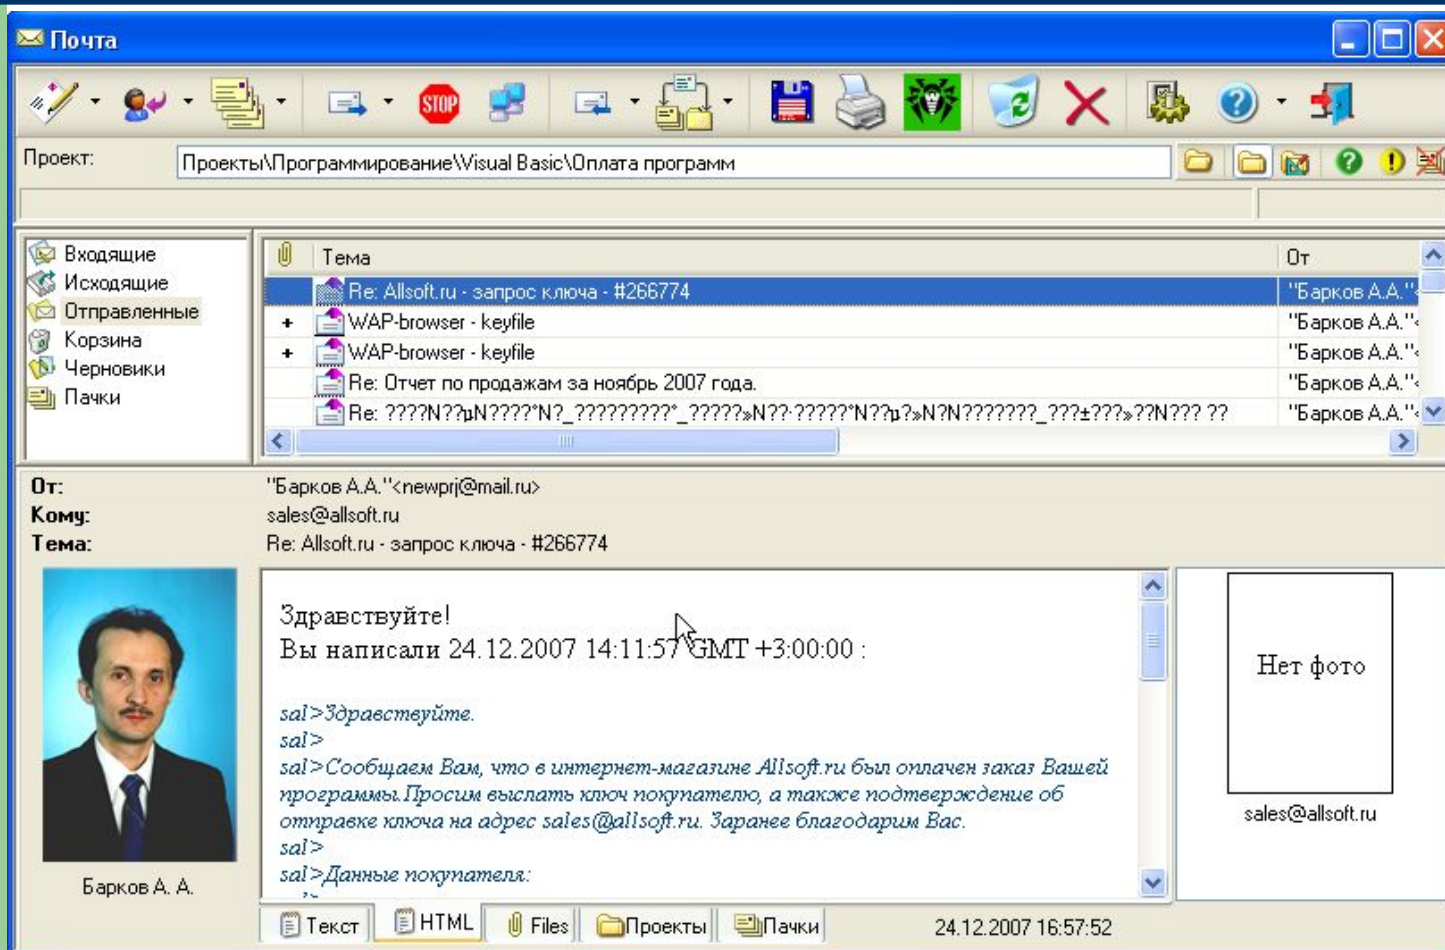 Почта
STOP
Проект:
Проекты\Программирование\Visual Basic\Оплата программ
Входящие
Исходящие
Отправленные
Корзина
Черновики
Пачки
Тема
От
Re: Allsoft.ru - запрос ключа - #266774
"Барков А.А."<
+ WAP-browser - keyfile
"Барков А.А."<
+ WAP-browser - keyfile
"Барков А.А."<
Re: Отчет по продажам за ноябрь 2007 года.
"Барков А.А."<
Re: ????N??µN????°N?_?????????°_?????»N??·?????°N??µ?»N?N???????_???±???»??N??? ??
"Барков А.А."<
От: "Барков А.А."<newprj@mail.ru>
Кому: sales@allsoft.ru
Тема: Re: Allsoft.ru - запрос ключа - #266774
Здравствуйте!
Вы написали 24.12.2007 14:11:57 GMT +3:00:00 :
sal>Здравствуйте.
sal>
sal>Сообщаем Вам, что в интернет-магазине Allsoft.ru был оплачен заказ Вашей
программы.Просим выслать ключ покупателю, а также подтверждение об
отправке ключа на адрес sales@allsoft.ru. Заранее благодарим Вас.
sal>
sal>Данные покупателя:
Барков А. А.
Нет фото
sales@allsoft.ru
Текст
HTML
Files
Проекты
Пачки
24.12.2007 16:57:52